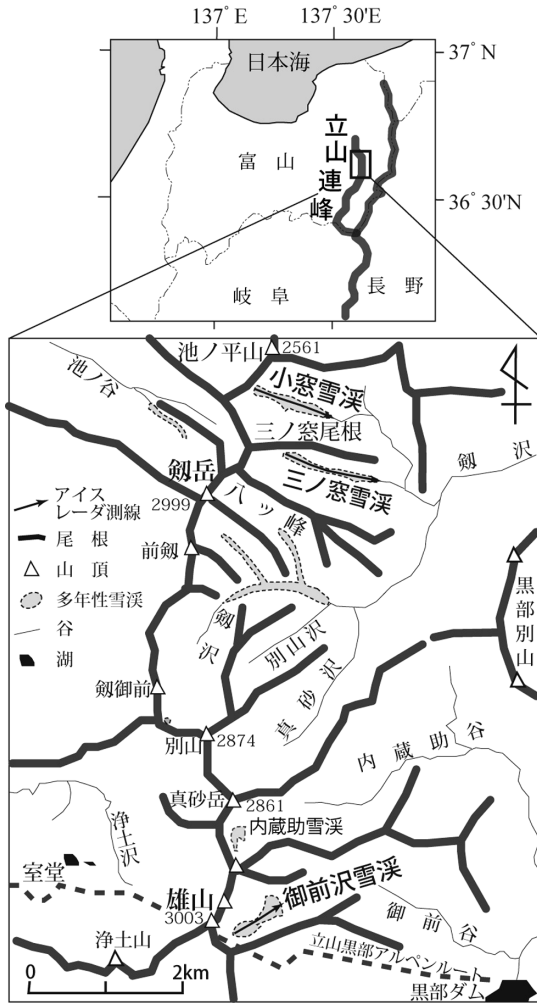 137° E
137° 30'E
37° N
日本海
立山連峰
富山
36° 30'N
岐阜
長野
池ノ平山
2561
池ノ谷
小窓雪渓
三ノ窓尾根
剱沢
剱岳
三ノ窓雪渓
2999
八ッ峰
アイス
レーダ測線
尾根
山頂
多年性雪渓
谷
湖
前剱
黒部別山
剱沢
別山沢
真砂沢
剱御前
別山
2874
内蔵助谷
真砂岳
2861
浄土沢
内蔵助雪渓
室堂
雄山
3003
御前沢雪渓
御前谷
浄土山
立山黒部アルペンルート
0
2km
黒部ダム